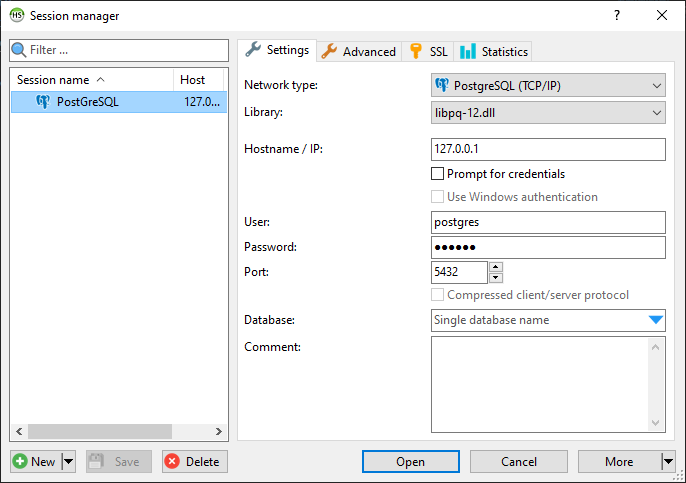 HS Session manager ?
Filter ...
Session name Host
PostGreSQL 127.0...
New Save Delete
Settings Advanced SSL Statistics
Network type: PostgreSQL (TCP/IP)
Library: libpq-12.dll
Hostname / IP: 127.0.0.1
Prompt for credentials
Use Windows authentication
User: postgres
Password: ●●●●●●
Port: 5432
Compressed client/server protocol
Database: Single database name
Comment:
Open Cancel More